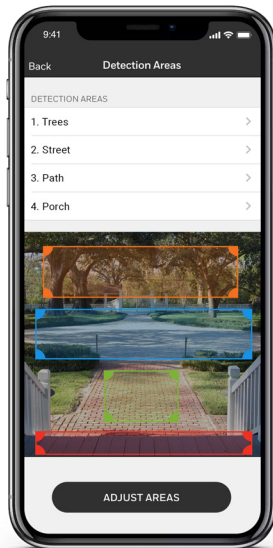 9:41
Back Detection Areas
DETECTION AREAS
1. Trees
2. Street
3. Path
4. Porch
ADJUST AREAS